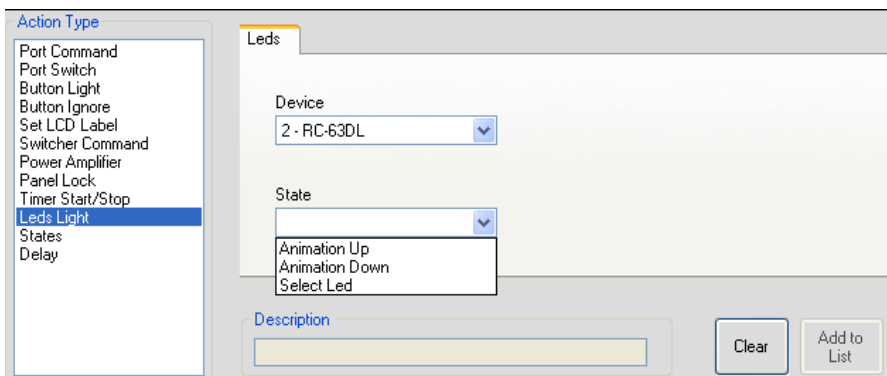 Action Type
Port Command
Port Switch
Button Light
Button Ignore
Set LCD Label
Switcher Command
Power Amplifier
Panel Lock
Timer Start/Stop
Leds Light
States
Delay
Leds
Device
2 - RC-63DL
State
Animation Up
Animation Down
Select Led
Description
Clear
Add to
List